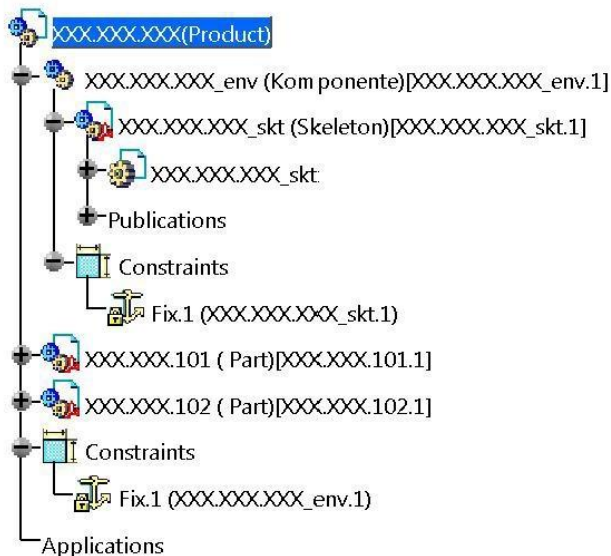 XXX.XXX.XXX(Product)
XXX.XXX.XXX_env (Komponente)[XXX.XXX.XXX_env.1]
XXX.XXX.XXX_skt (Skeleton)[XXX.XXX.XXX_skt.1]
XXX.XXX.XXX_skt
Publications
Constraints
Fix.1 (XXX.XXX.XXX_skt.1)
XXX.XXX.101 ( Part)[XXX.XXX.101.1]
XXX.XXX.102 ( Part)[XXX.XXX.102.1]
Constraints
Fix.1 (XXX.XXX.XXX_env.1)
Applications